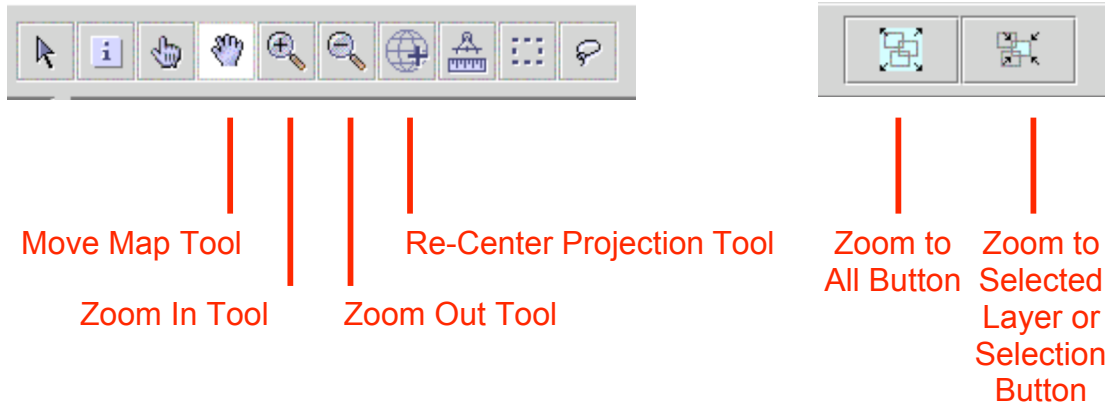 i
Move Map Tool
Re-Center Projection Tool
Zoom In Tool
Zoom Out Tool
Zoom to
All Button
Zoom to
Selected
Layer or
Selection
Button